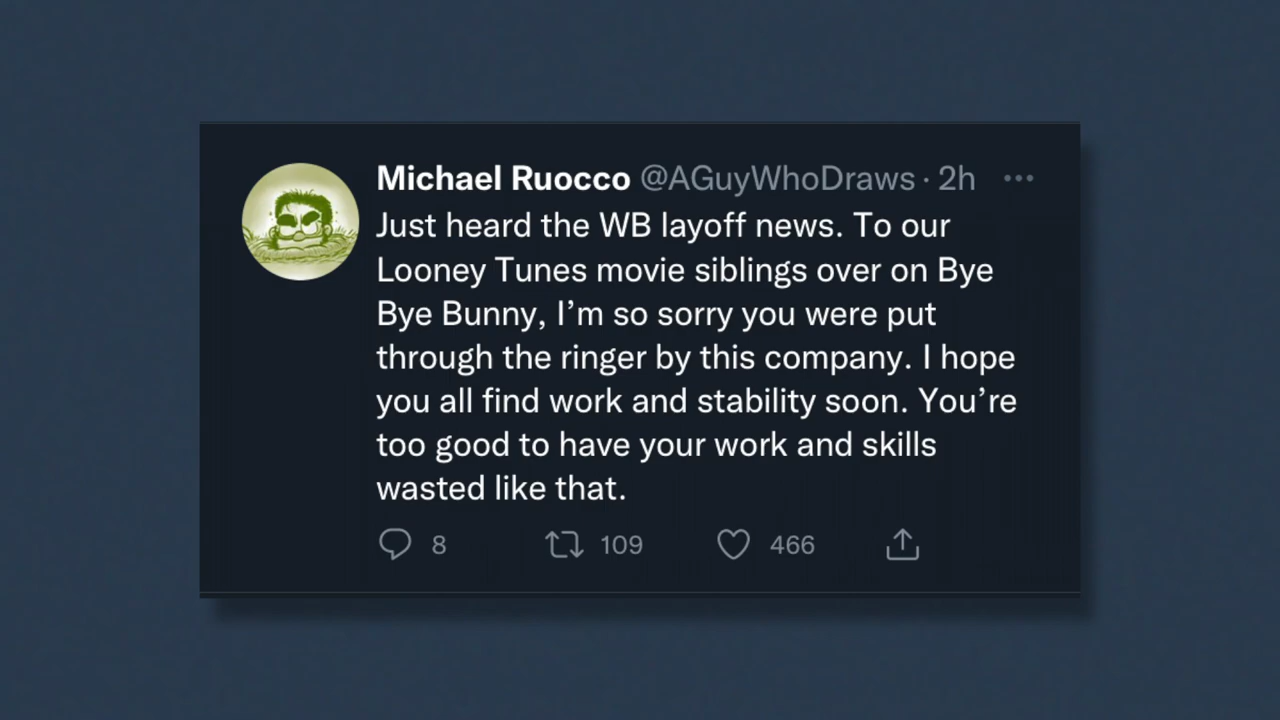 Michael Ruocco @AGuyWhoDraws · 2h ···
Just heard the WB layoff news. To our
Looney Tunes movie siblings over on Bye
Bye Bunny, I’m so sorry you were put
through the ringer by this company. I hope
you all find work and stability soon. You’re
too good to have your work and skills
wasted like that.
8 109 466